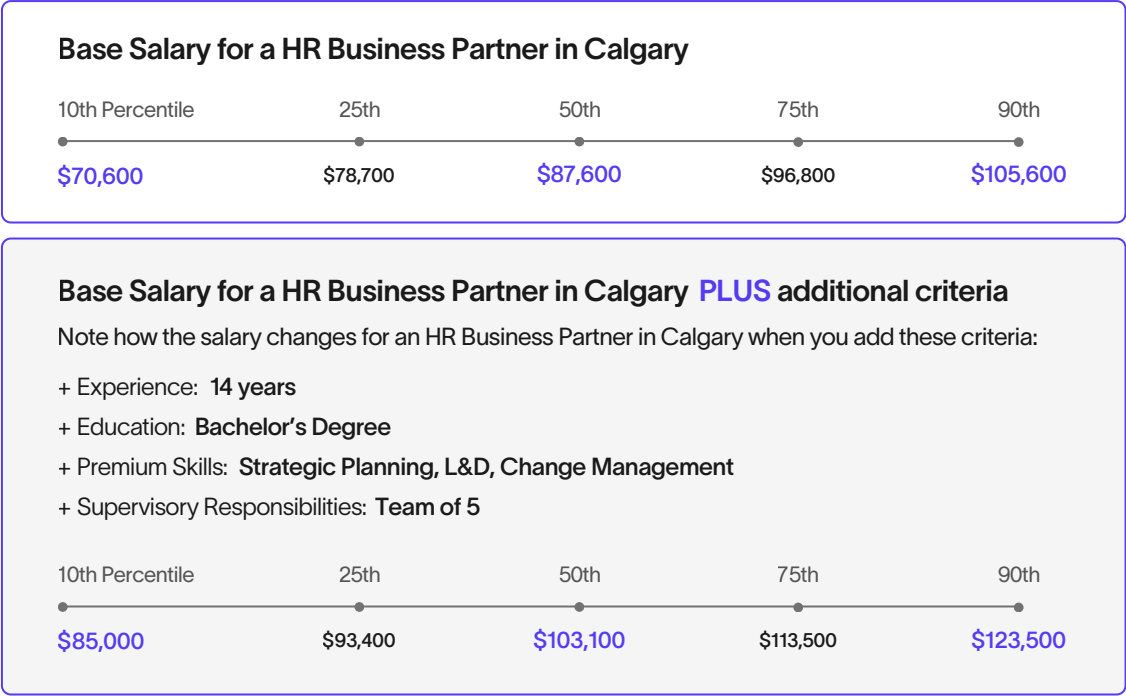 Base Salary for a HR Business Partner in Calgary
10th Percentile 25th 50th 75th 90th
$70,600 $78,700 $87,600 $96,800 $105,600
Base Salary for a HR Business Partner in Calgary PLUS additional criteria
Note how the salary changes for an HR Business Partner in Calgary when you add these criteria:
+ Experience: 14 years
+ Education: Bachelor’s Degree
+ Premium Skills: Strategic Planning, L&D, Change Management
+ Supervisory Responsibilities: Team of 5
10th Percentile 25th 50th 75th 90th
$85,000 $93,400 $103,100 $113,500 $123,500